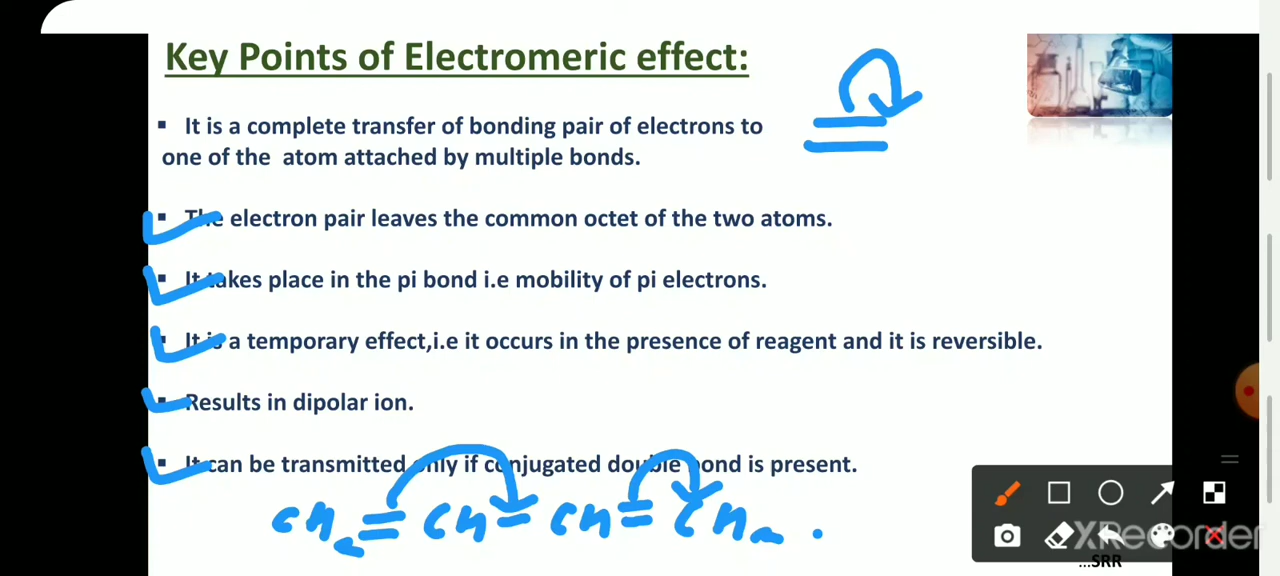 Key Points of Electromeric effect:
▪ It is a complete transfer of bonding pair of electrons to
one of the atom attached by multiple bonds.
▪ The electron pair leaves the common octet of the two atoms.
▪ It takes place in the pi bond i.e mobility of pi electrons.
▪ It is a temporary effect,i.e it occurs in the presence of reagent and it is reversible.
▪ Results in dipolar ion.
▪ It can be transmitted only if conjugated double bond is present.
CH2 = CH = CH = CH2 .
XRecorder
...SRR